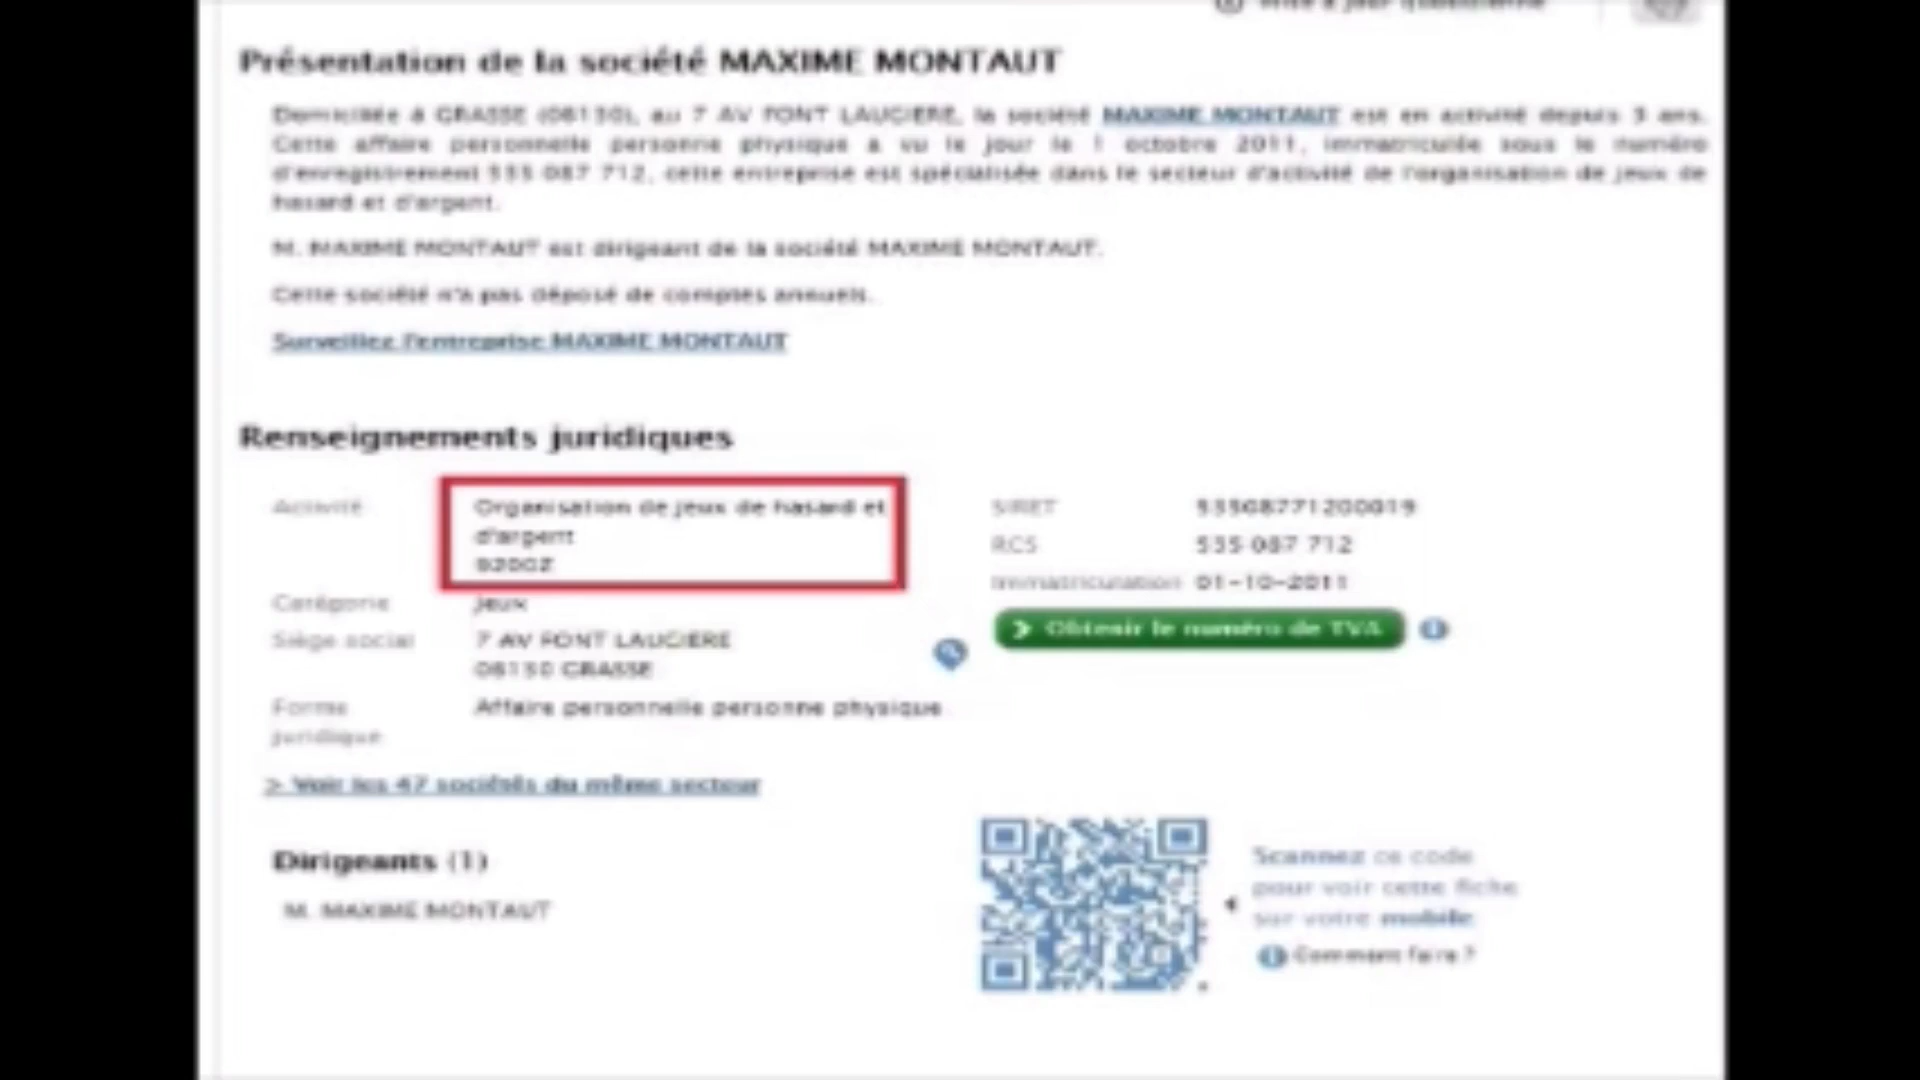 Présentation de la société MAXIME MONTAUT
Domiciliée à GRASSE (06130), au 7 AV FONT LAUGIERE, la société MAXIME MONTAUT est en activité depuis 3 ans.
Cette affaire personnelle personne physique a vu le jour le 1 octobre 2011, immatriculée sous le numéro
d'enregistrement 535 087 712, cette entreprise est spécialisée dans le secteur d'activité de l'organisation de jeux de
hasard et d'argent.
M. MAXIME MONTAUT est dirigeant de la société MAXIME MONTAUT.
Cette société n'a pas déposé de comptes annuels.
Surveillez l'entreprise MAXIME MONTAUT
Renseignements juridiques
Activité Organisation de jeux de hasard et
d'argent
9200Z
Catégorie Jeux
Siège social 7 AV FONT LAUGIERE
06130 GRASSE
Forme juridique Affaire personnelle personne physique
> Voir les 47 sociétés du même secteur
SIRET 53508771200019
RCS 535 087 712
Immatriculation 01-10-2011
Obtenir le numéro de TVA
Dirigeants (1)
M. MAXIME MONTAUT
Scannez ce code
pour voir cette fiche
sur votre mobile
Comment faire ?